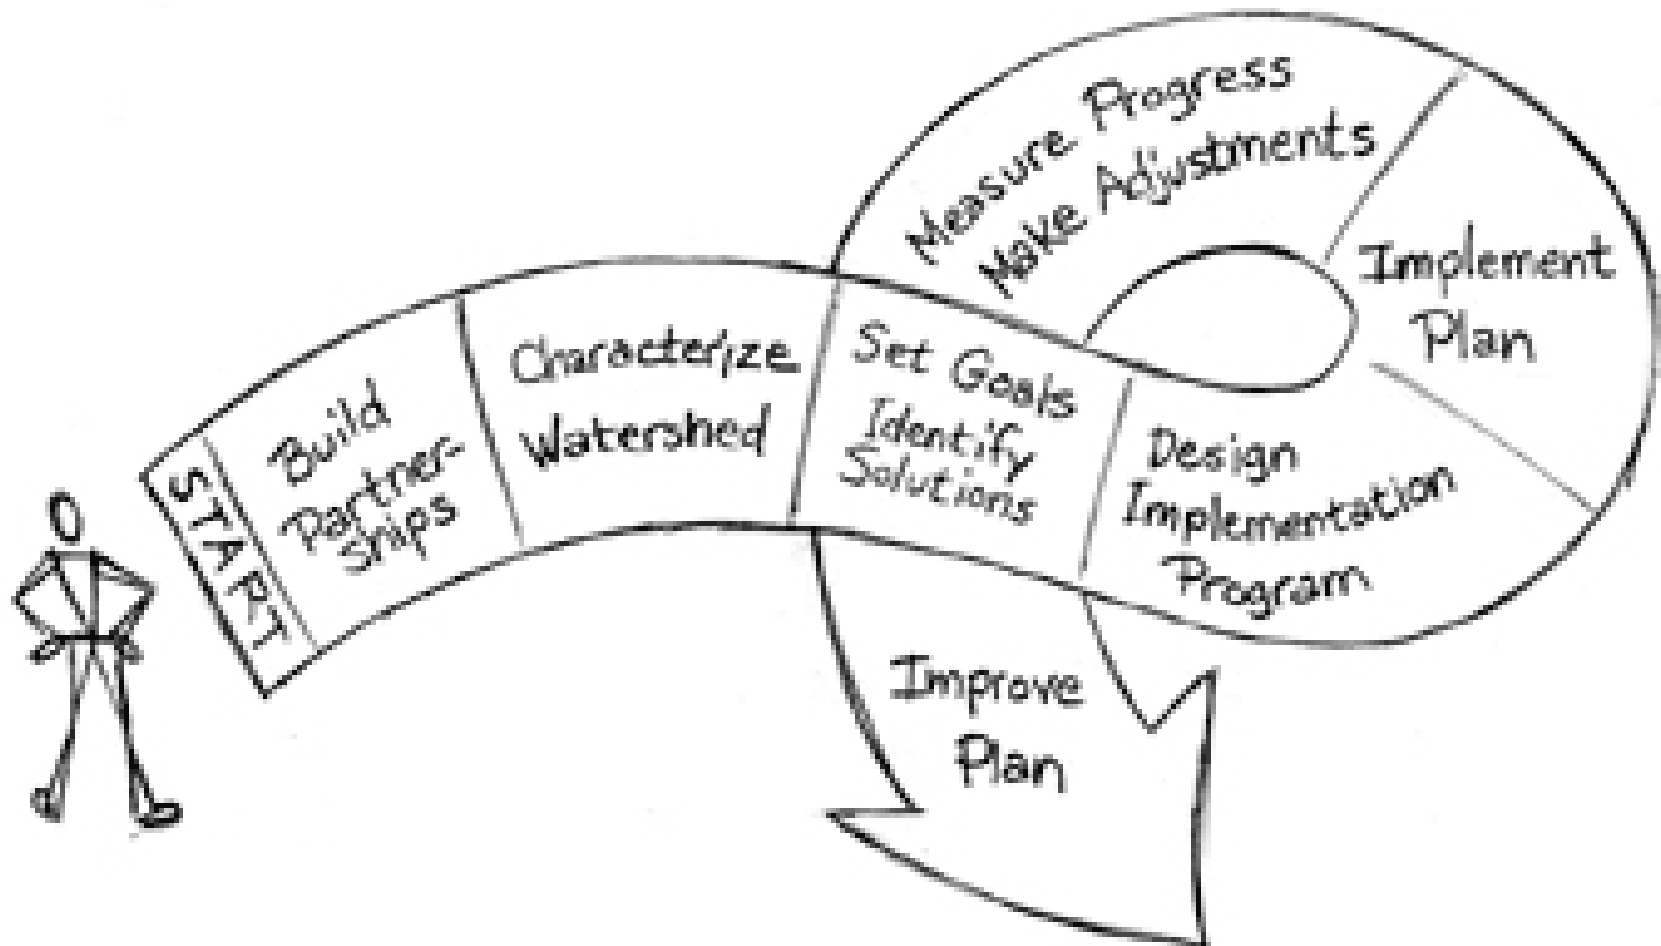 START
Build
Partner-
ships
Characterize
Watershed
Set Goals
Identify
Solutions
Design
Implementation
Program
Implement
Plan
Measure Progress
Make Adjustments
Improve
Plan